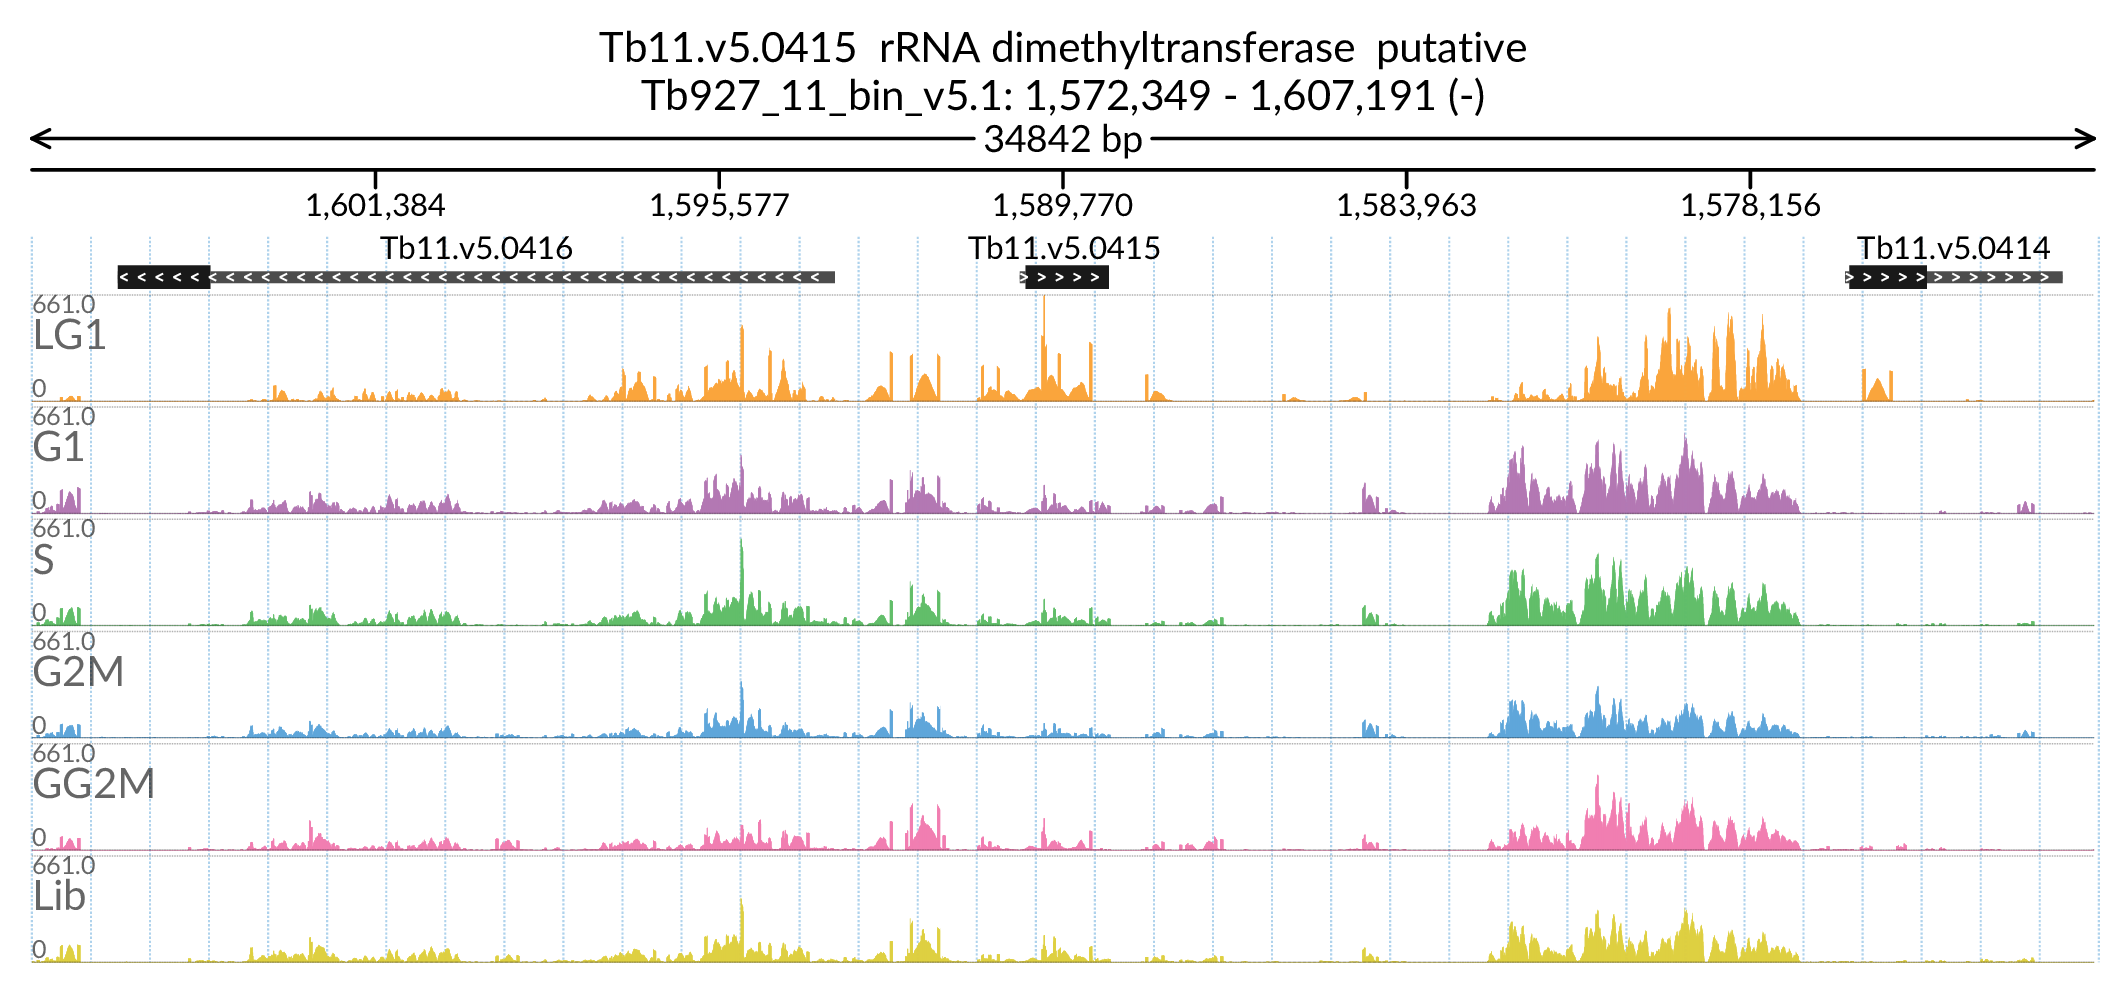 Tb11.v5.0415  rRNA dimethyltransferase  putative
Tb927_11_bin_v5.1: 1,572,349 - 1,607,191 (-)
34842 bp
1,601,384 1,595,577 1,589,770 1,583,963 1,578,156
Tb11.v5.0416 Tb11.v5.0415 Tb11.v5.0414
661.0
LG1
0
661.0
G1
0
661.0
S
0
661.0
G2M
0
661.0
GG2M
0
661.0
Lib
0